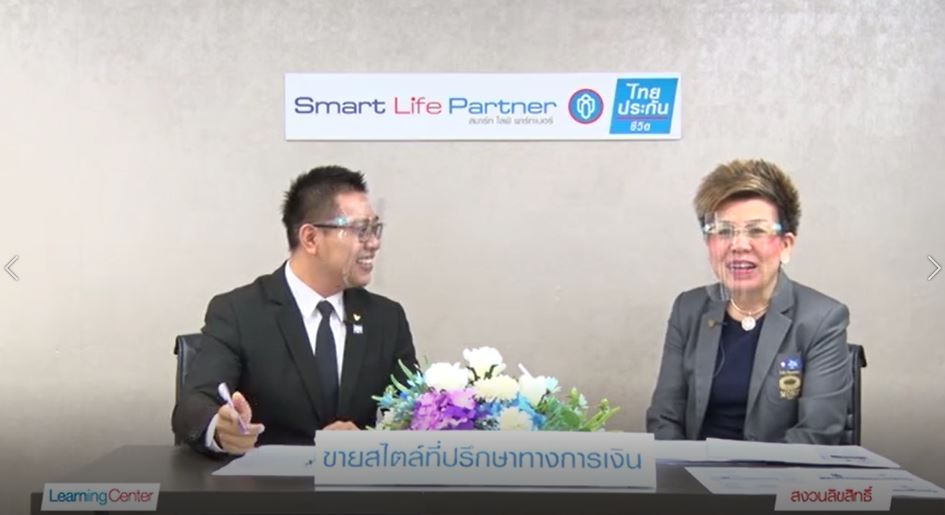 Smart Life Partner
สมาร์ท ไลฟ์ พาร์ทเนอร์
ไทย
ประกัน
ชีวิต
ขายสไตล์ที่ปรึกษาทางการเงิน
Learning Center
สงวนลิขสิทธิ์